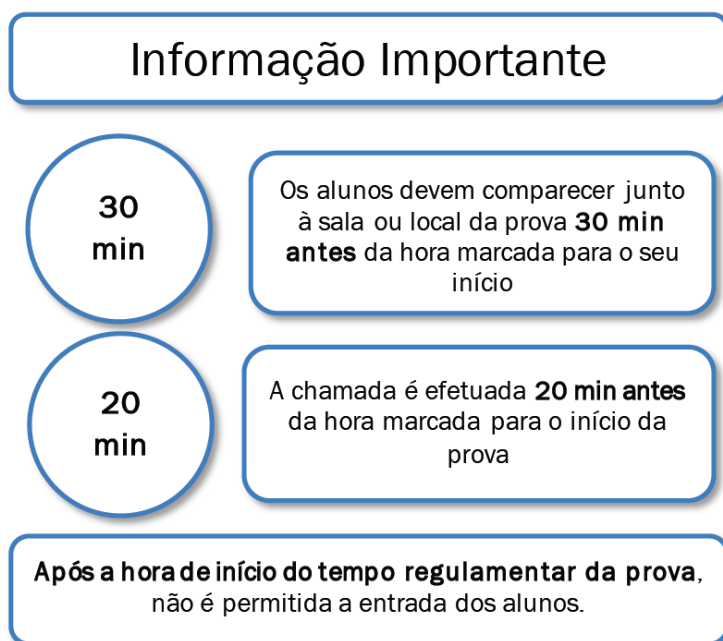 Informação Importante
30
min
Os alunos devem comparecer junto
à sala ou local da prova 30 min
antes da hora marcada para o seu
início
20
min
A chamada é efetuada 20 min antes
da hora marcada para o início da
prova
Após a hora de início do tempo regulamentar da prova,
não é permitida a entrada dos alunos.